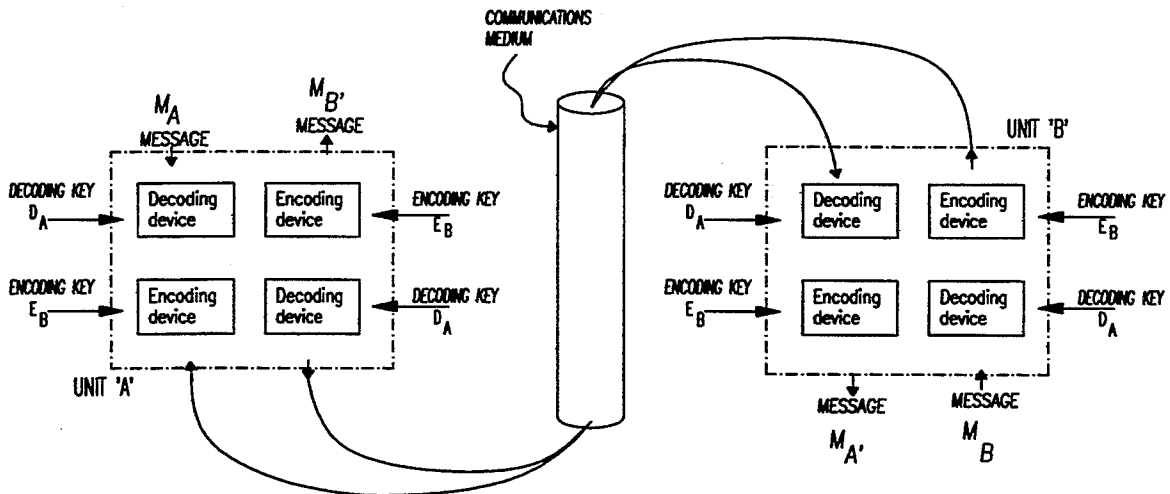 COMMUNICATIONS
MEDIUM
M_A
MESSAGE
M_B'
MESSAGE
DECODING KEY
D_A
Decoding
device
Encoding
device
ENCODING KEY
E_B
ENCODING KEY
E_B
Encoding
device
Decoding
device
DECODING KEY
D_A
UNIT 'A'
UNIT 'B'
DECODING KEY
D_A
Decoding
device
Encoding
device
ENCODING KEY
E_B
ENCODING KEY
E_B
Encoding
device
Decoding
device
DECODING KEY
D_A
MESSAGE
M_A'
MESSAGE
M_B